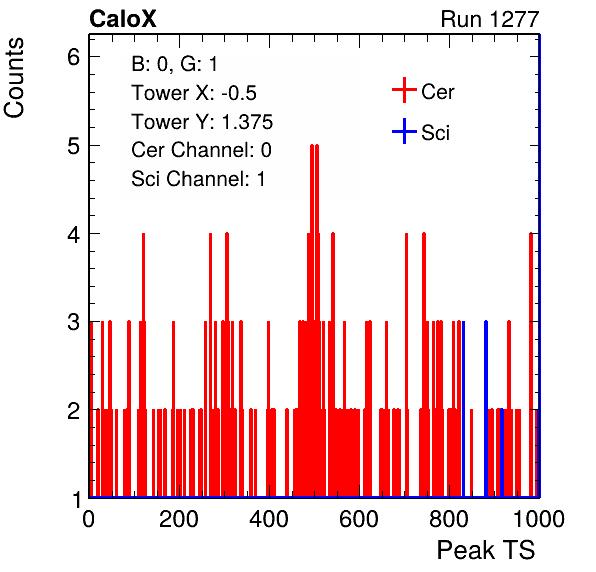 CaloX Run 1277
Counts
B: 0, G: 1
Tower X: -0.5
Tower Y: 1.375
Cer Channel: 0
Sci Channel: 1
Cer
Sci
6
5
4
3
2
1
0 200 400 600 800 1000
Peak TS